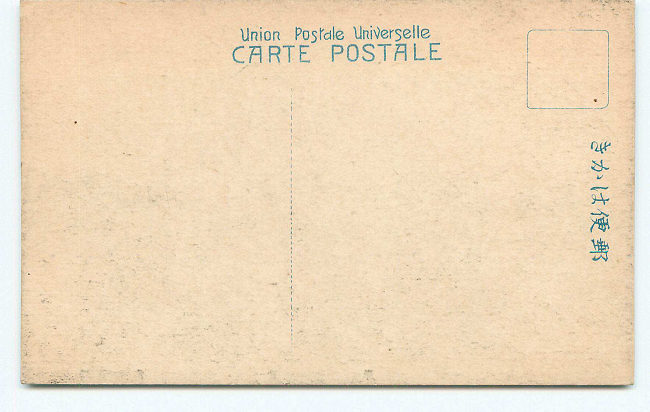 Union Postale Universelle
CARTE POSTALE
郵便はかき